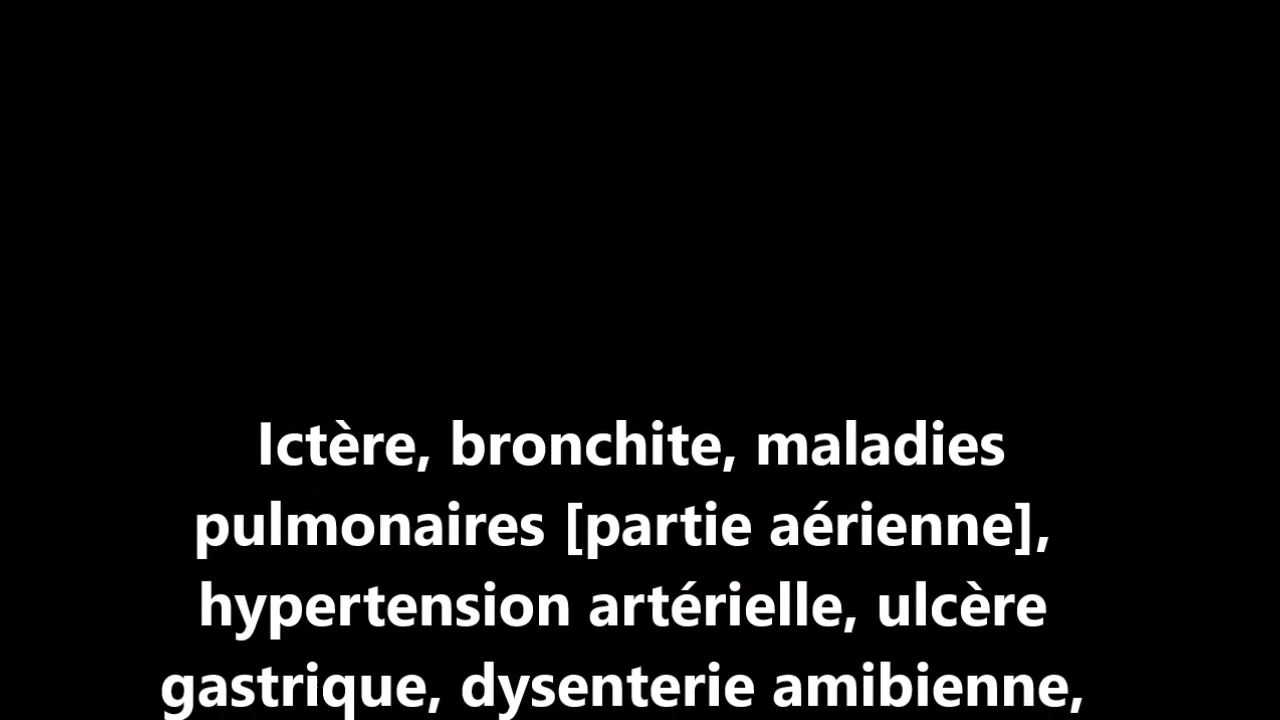 Ictère, bronchite, maladies
pulmonaires [partie aérienne],
hypertension artérielle, ulcère
gastrique, dysenterie amibienne,